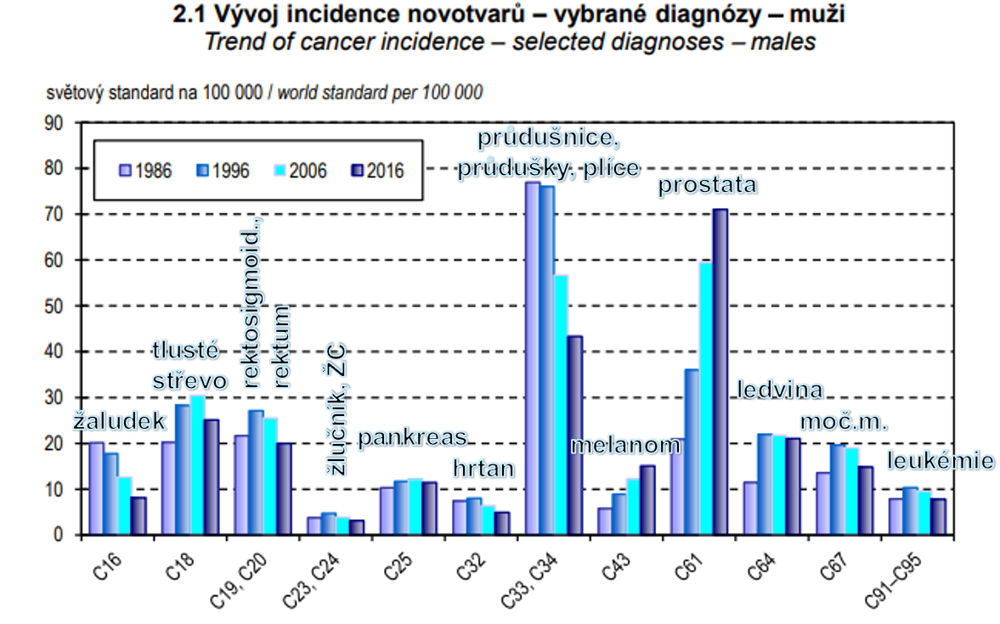 2.1 Vývoj incidence novotvarů – vybrané diagnózy – muži
Trend of cancer incidence – selected diagnoses – males
světový standard na 100 000 / world standard per 100 000
90
80
70
60
50
40
30
20
10
0
1986 1996 2006 2016
žaludek
tlusté
střevo
rektosigmoid.,
rektum
žlučník, ŽC
pankreas
hrtan
průdušnice,
průdušky, plíce
melanom
prostata
ledvina
moč.m.
leukémie
C16
C18
C19, C20
C23, C24
C25
C32
C33, C34
C43
C61
C64
C67
C91–C95